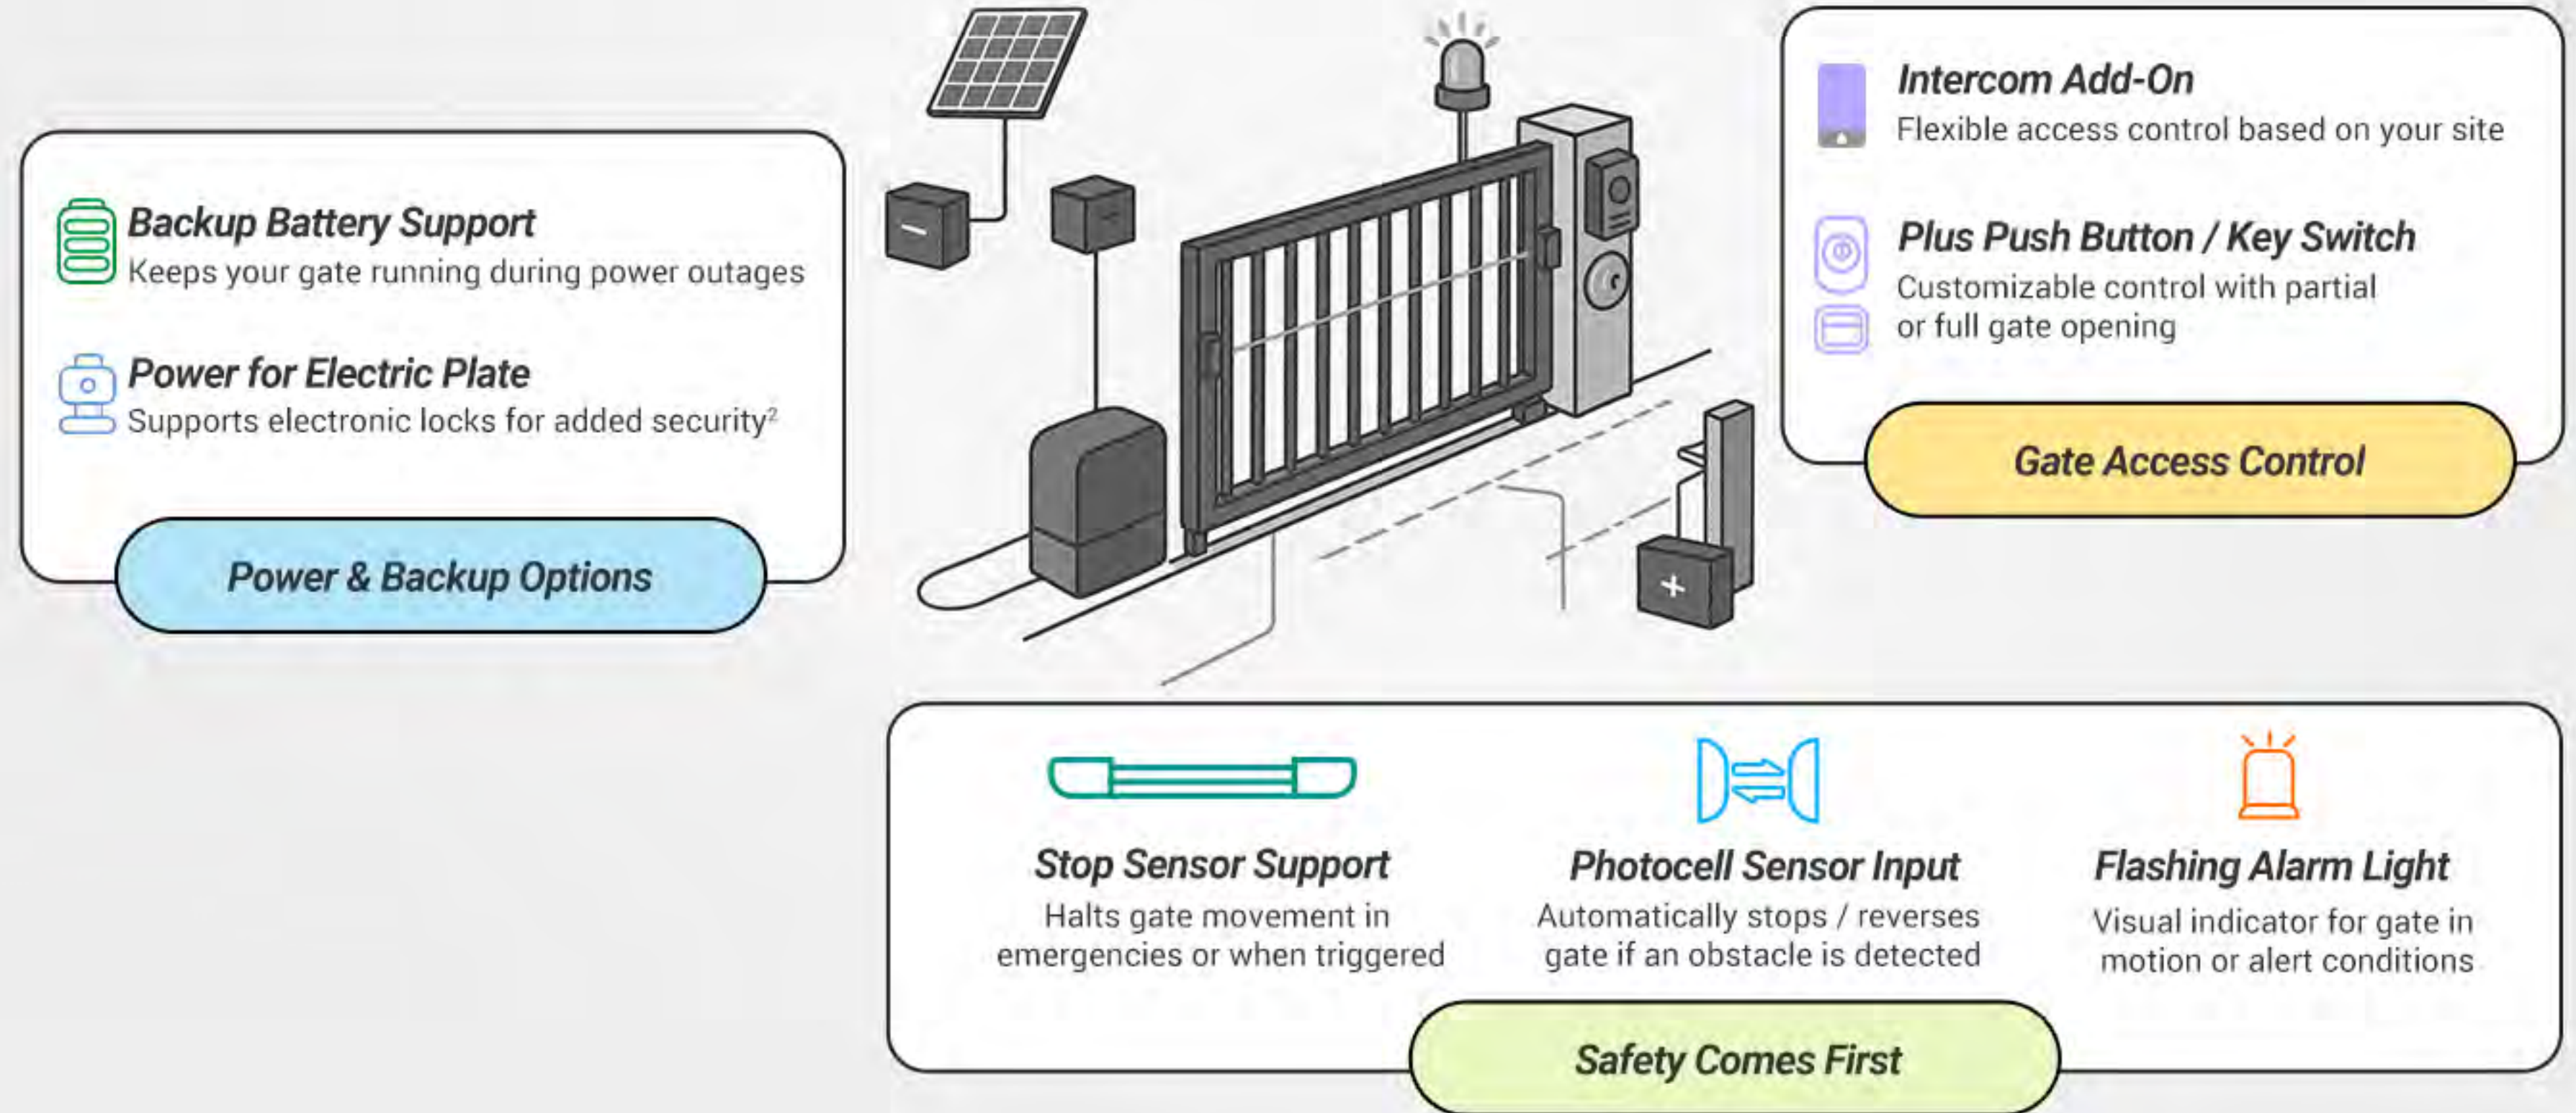 Backup Battery Support
Keeps your gate running during power outages
Power for Electric Plate
Supports electronic locks for added security²
Power & Backup Options
Intercom Add-On
Flexible access control based on your site
Plus Push Button / Key Switch
Customizable control with partial
or full gate opening
Gate Access Control
Stop Sensor Support
Halts gate movement in
emergencies or when triggered
Photocell Sensor Input
Automatically stops / reverses
gate if an obstacle is detected
Flashing Alarm Light
Visual indicator for gate in
motion or alert conditions
Safety Comes First